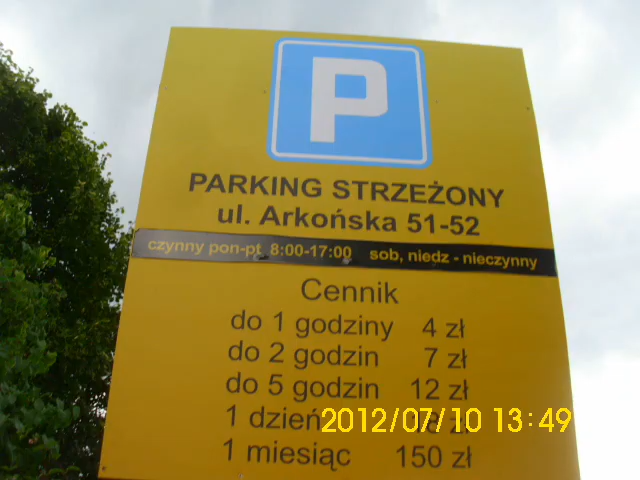 P
PARKING STRZEŻONY
ul. Arkońska 51-52
czynny pon-pt 8:00-17:00 sob, niedz - nieczynny
Cennik
do 1 godziny 4 zł
do 2 godzin 7 zł
do 5 godzin 12 zł
1 dzień zł
2012/07/10 13:49
1 miesiąc 150 zł